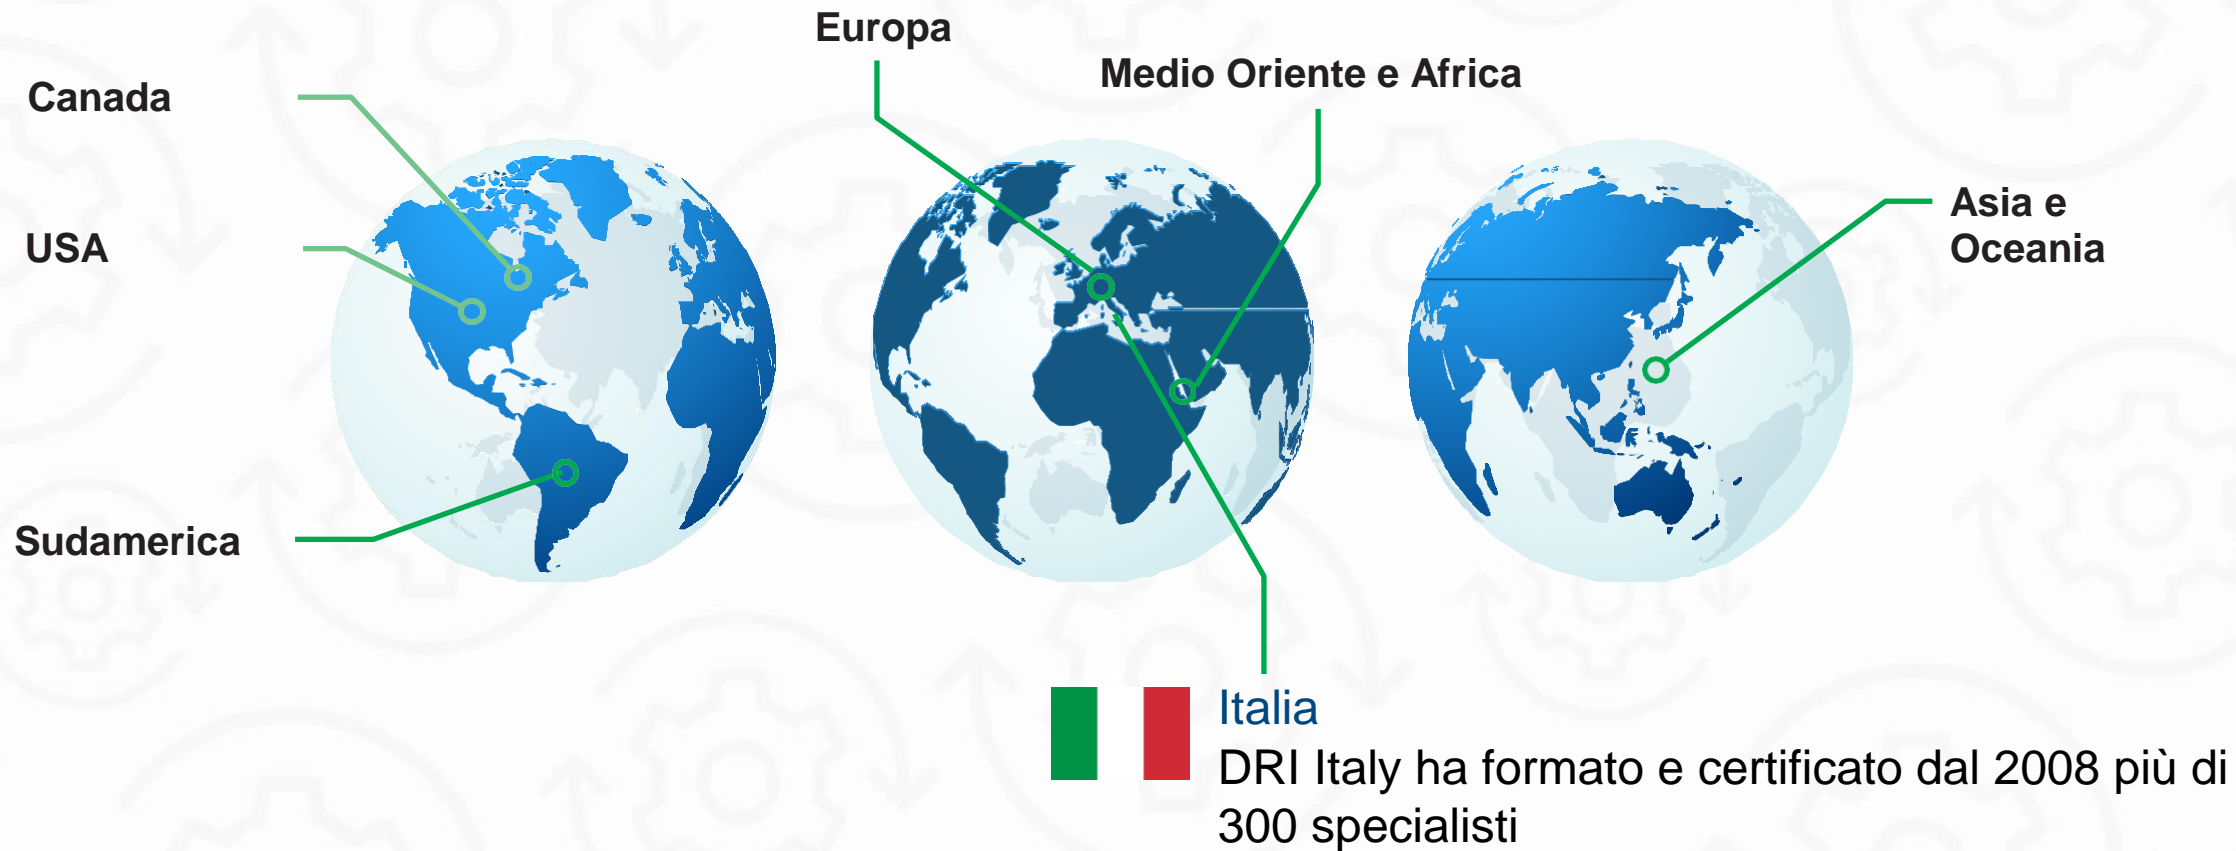 Europa
Medio Oriente e Africa
Canada
Asia e
Oceania
USA
Sudamerica
Italia
DRI Italy ha formato e certificato dal 2008 più di
300 specialisti